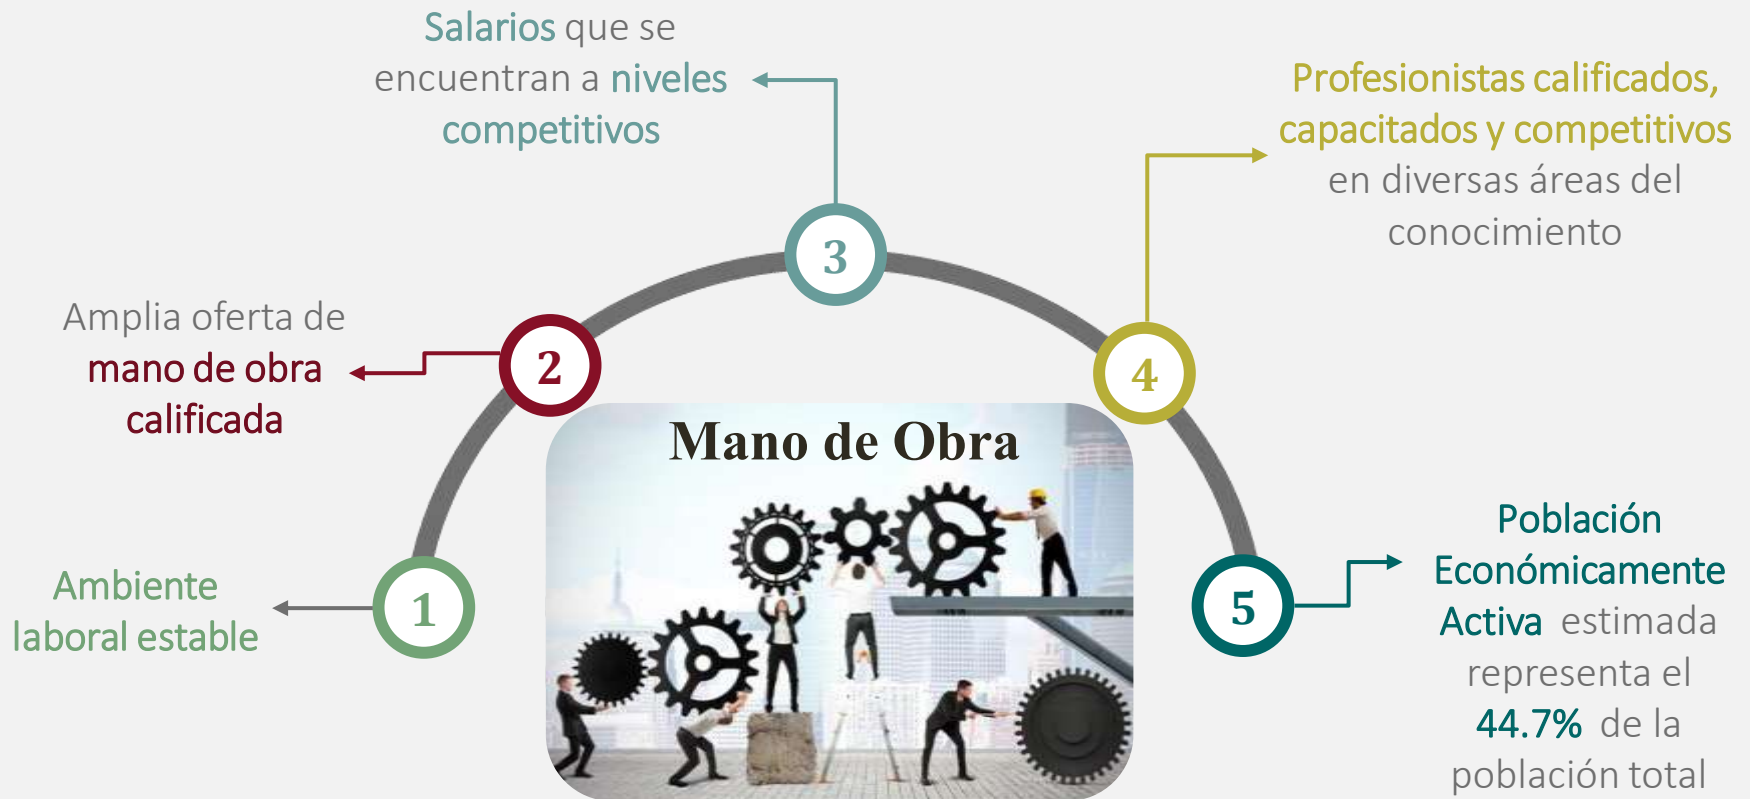 Salarios que se
encuentran a niveles
competitivos
Profesionistas calificados,
capacitados y competitivos
en diversas áreas del
conocimiento
3
Amplia oferta de
mano de obra
calificada
2
4
Mano de Obra
Ambiente
laboral estable
1
5
Población
Económicamente
Activa estimada
representa el
44.7% de la
población total